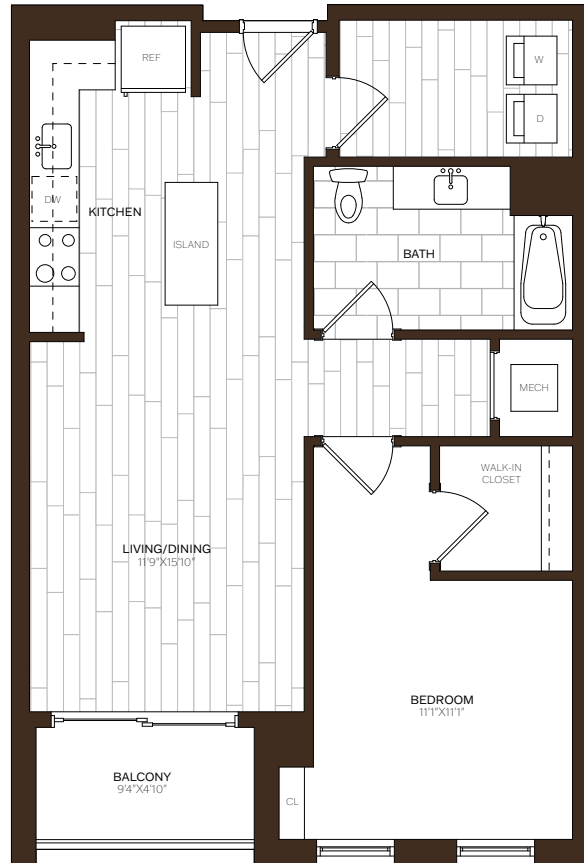 REF
W
D
DW
KITCHEN
ISLAND
BATH
MECH
WALK-IN
CLOSET
LIVING/DINING
11'9"X15'10"
BEDROOM
11'1"X11'1"
BALCONY
9'4"X4'10"
CL